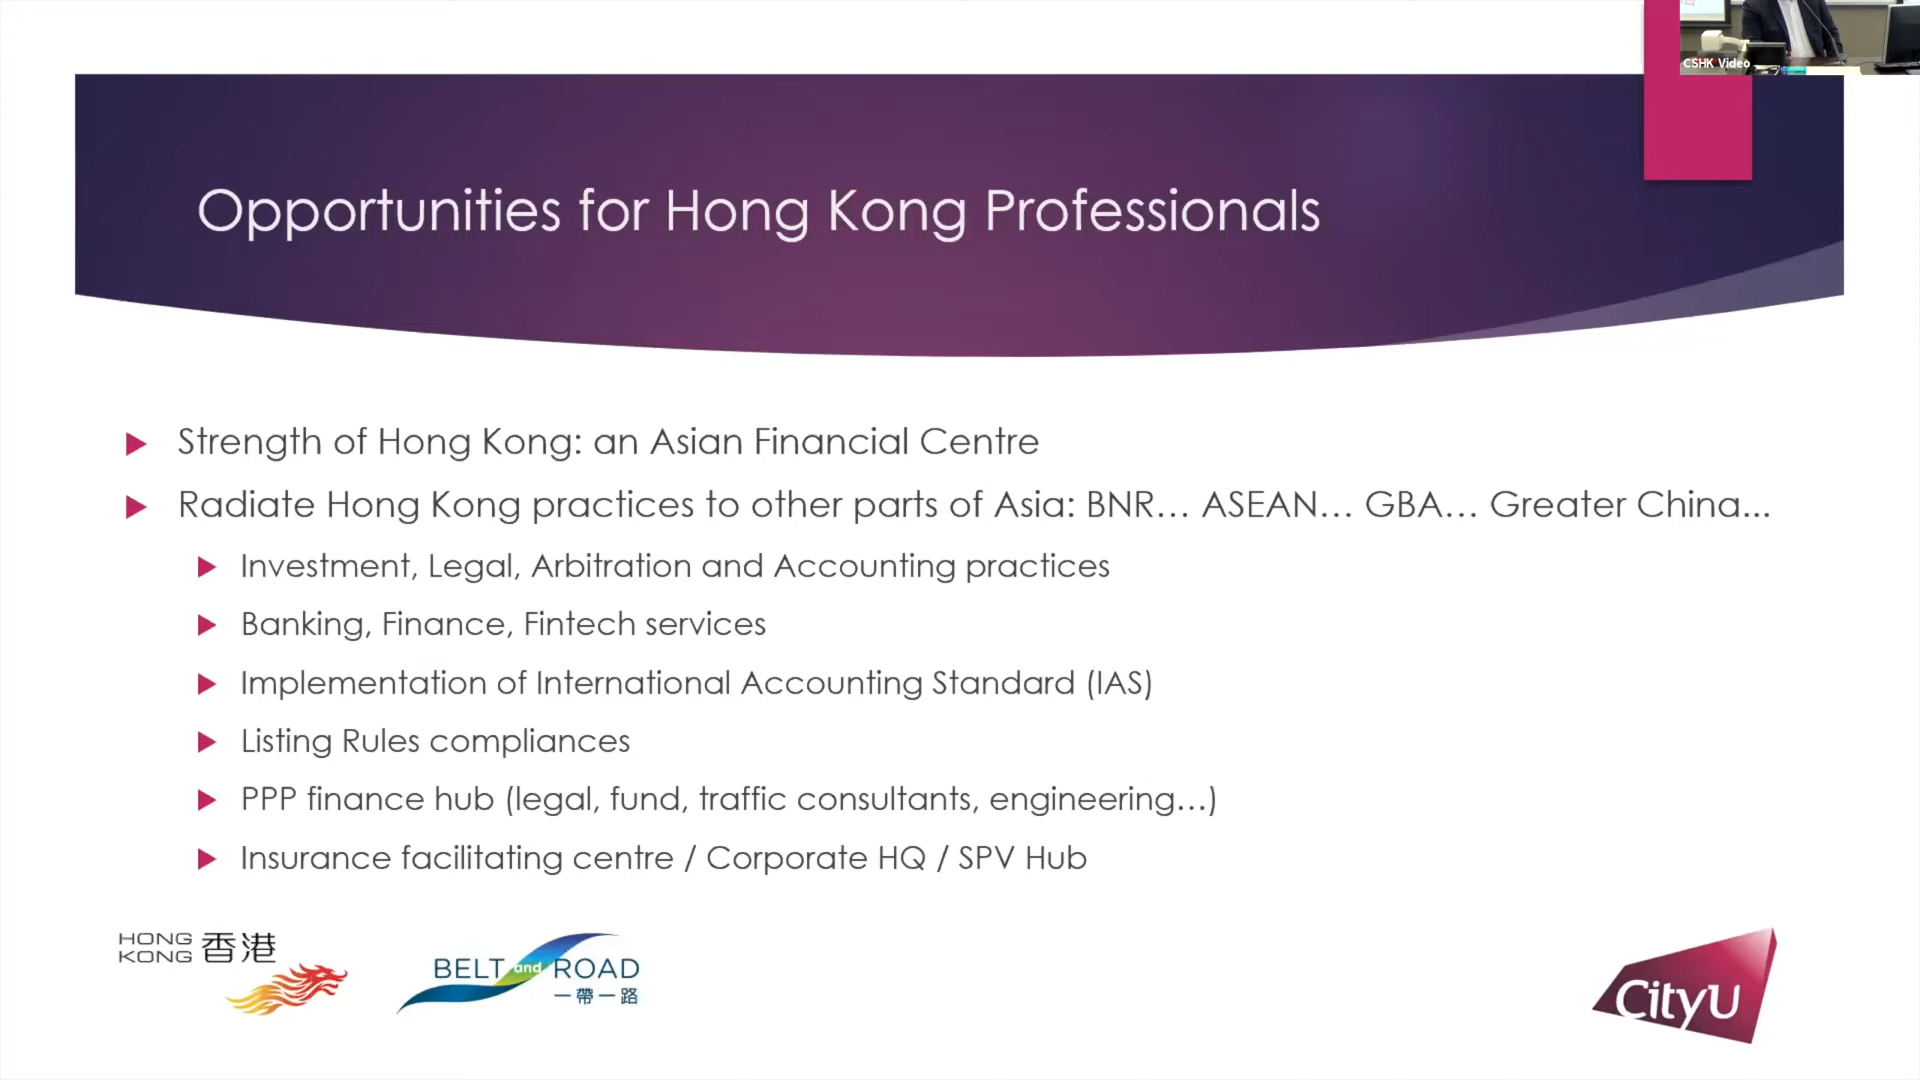 CSHK Video
Opportunities for Hong Kong Professionals
Strength of Hong Kong: an Asian Financial Centre
Radiate Hong Kong practices to other parts of Asia: BNR... ASEAN... GBA... Greater China...
Investment, Legal, Arbitration and Accounting practices
Banking, Finance, Fintech services
Implementation of International Accounting Standard (IAS)
Listing Rules compliances
PPP finance hub (legal, fund, traffic consultants, engineering...)
Insurance facilitating centre / Corporate HQ / SPV Hub
HONG KONG 香港
BELT and ROAD
一帶一路
CityU